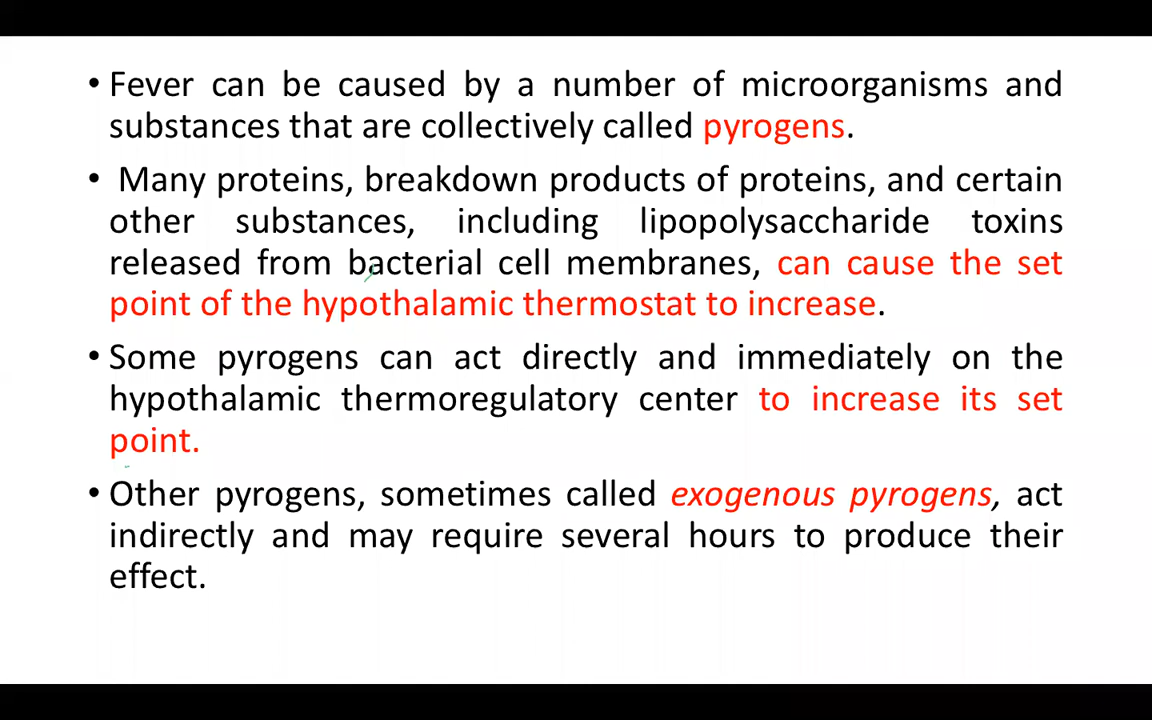 • Fever can be caused by a number of microorganisms and
substances that are collectively called pyrogens.
• Many proteins, breakdown products of proteins, and certain
other substances, including lipopolysaccharide toxins
released from bacterial cell membranes, can cause the set
point of the hypothalamic thermostat to increase.
• Some pyrogens can act directly and immediately on the
hypothalamic thermoregulatory center to increase its set
point.
• Other pyrogens, sometimes called exogenous pyrogens, act
indirectly and may require several hours to produce their
effect.